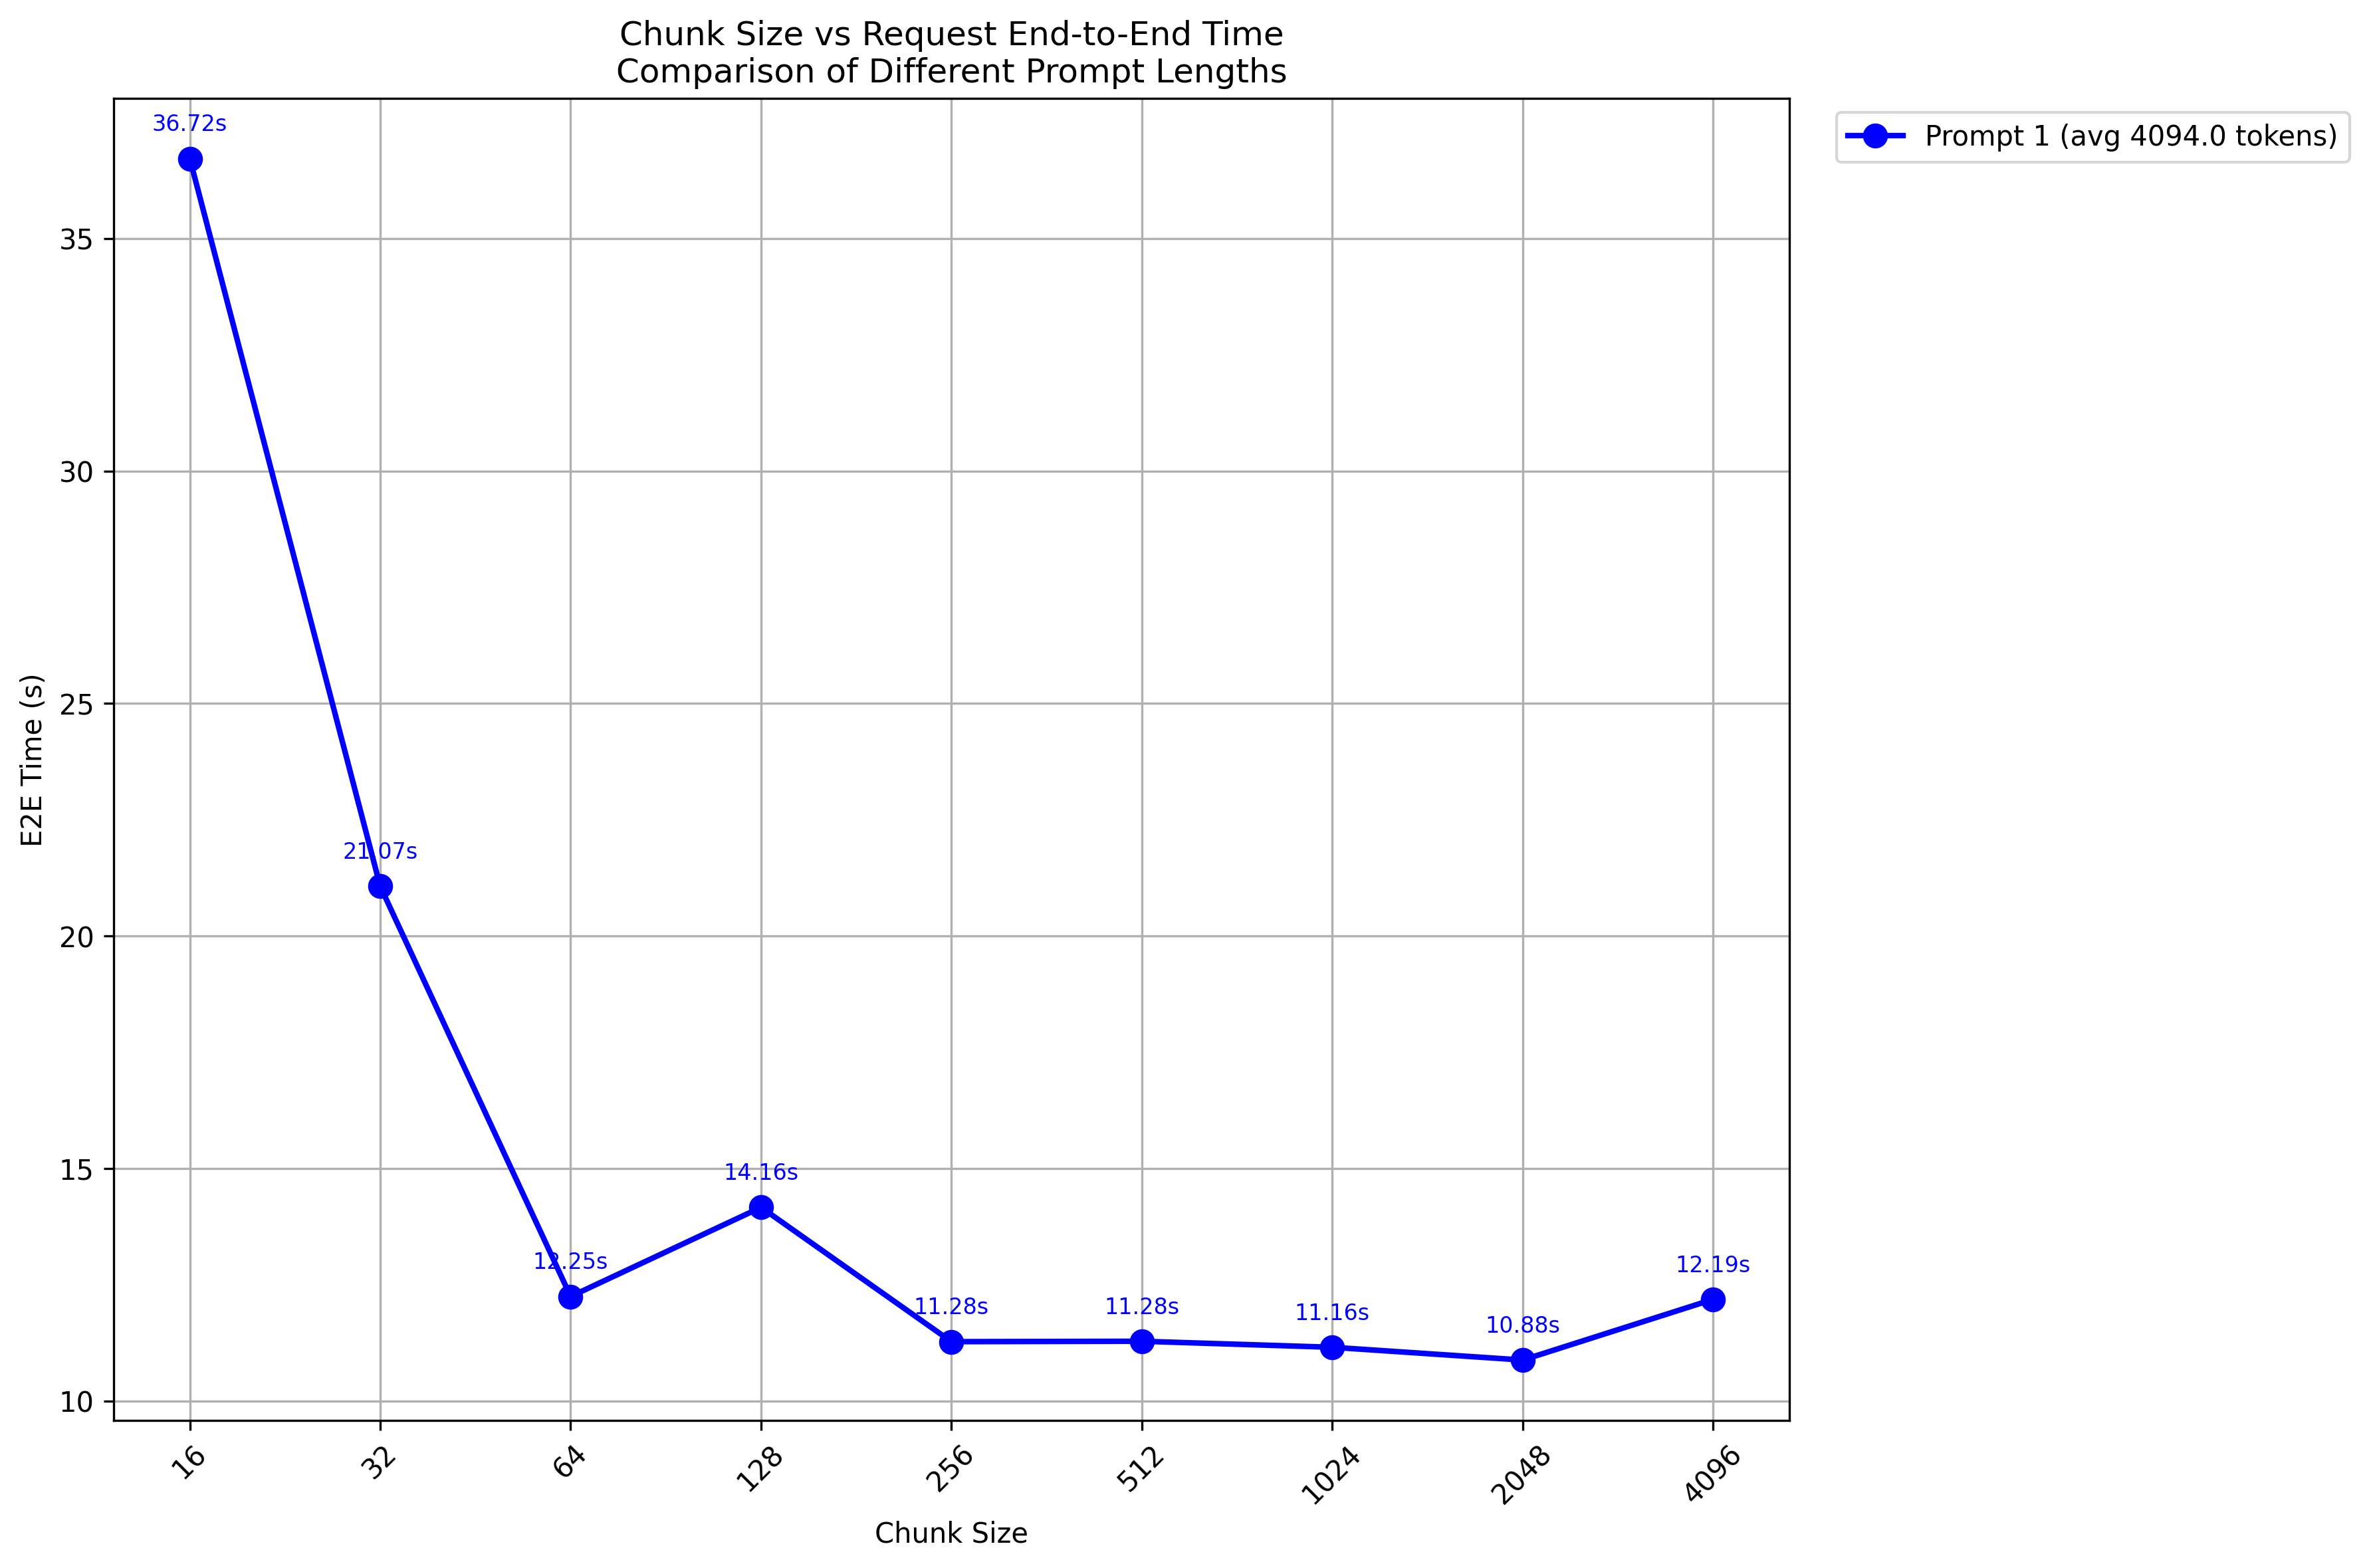 Chunk Size vs Request End-to-End Time
Comparison of Different Prompt Lengths
Prompt 1 (avg 4094.0 tokens)
E2E Time (s)
35
30
25
20
15
10
36.72s
21.07s
12.25s
14.16s
11.28s
11.28s
11.16s
10.88s
12.19s
16
32
64
128
256
512
1024
2048
4096
Chunk Size